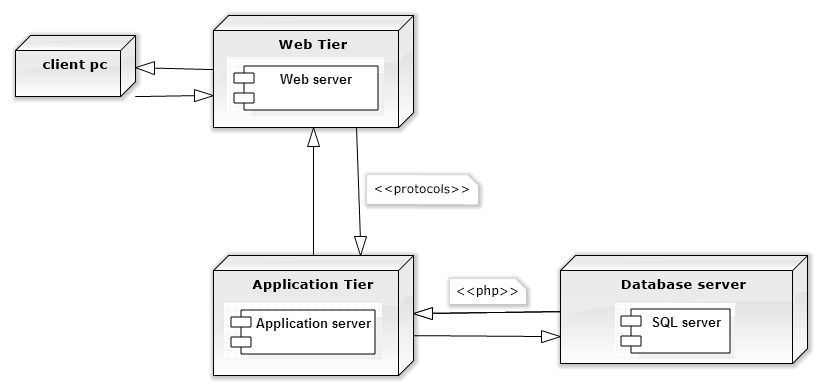 Web Tier
client pc
Web server
<<protocols>>
Application Tier
Database server
<<php>>
Application server
SQL server